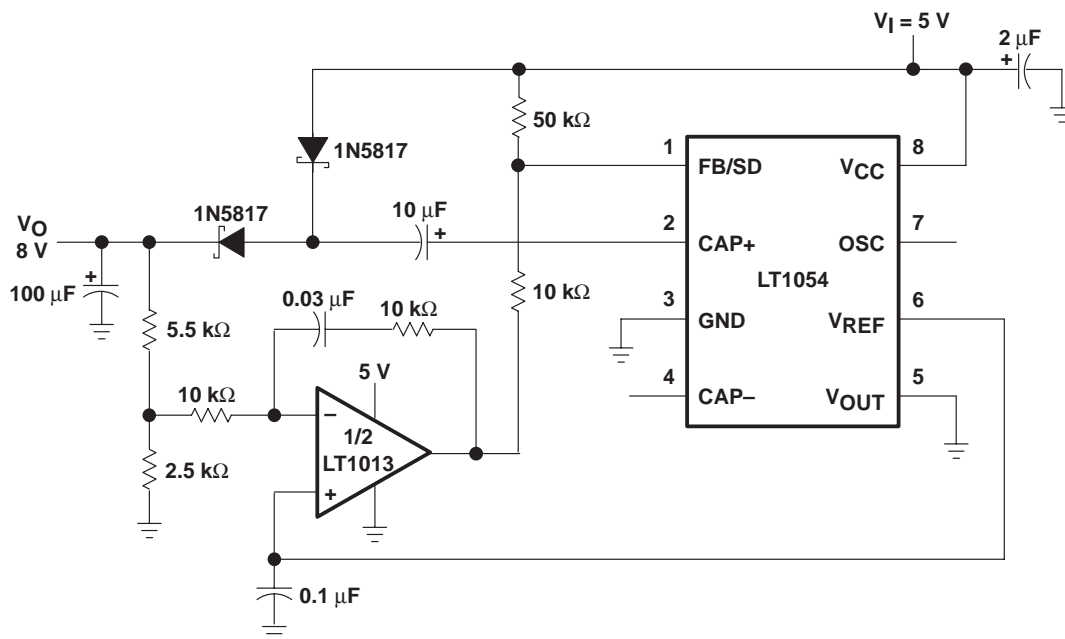 V_I = 5 V
2 μF
+
50 kΩ
1N5817
1N5817
10 μF
+
V_O
8 V
+
100 μF
5.5 kΩ
0.03 μF
10 kΩ
10 kΩ
10 kΩ
2.5 kΩ
5 V
–
1/2
LT1013
+
0.1 μF
1
FB/SD
2
CAP+
3
GND
4
CAP–
LT1054
8
V_CC
7
OSC
6
V_REF
5
V_OUT